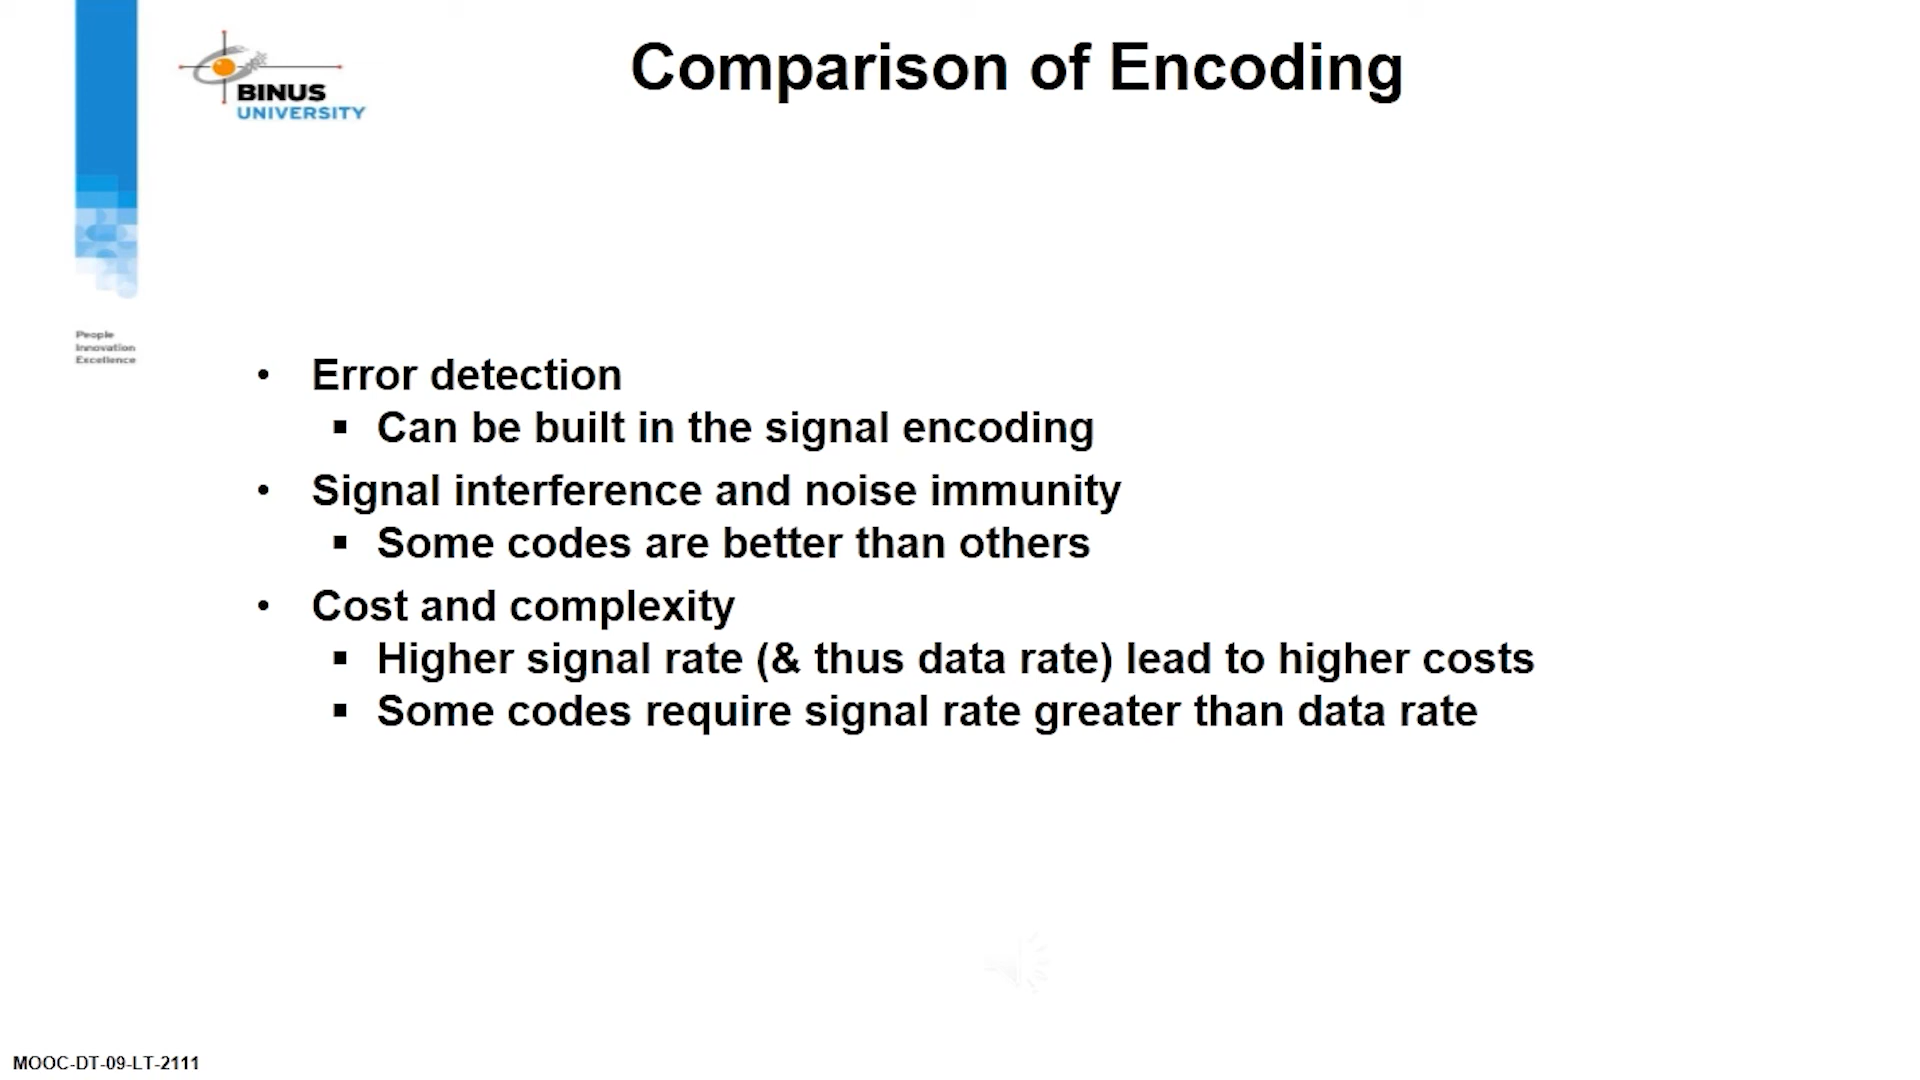 BINUS
UNIVERSITY
Comparison of Encoding
People
Innovation
Excellence
• Error detection
▪ Can be built in the signal encoding
• Signal interference and noise immunity
▪ Some codes are better than others
• Cost and complexity
▪ Higher signal rate (& thus data rate) lead to higher costs
▪ Some codes require signal rate greater than data rate
MOOC-DT-09-LT-2111